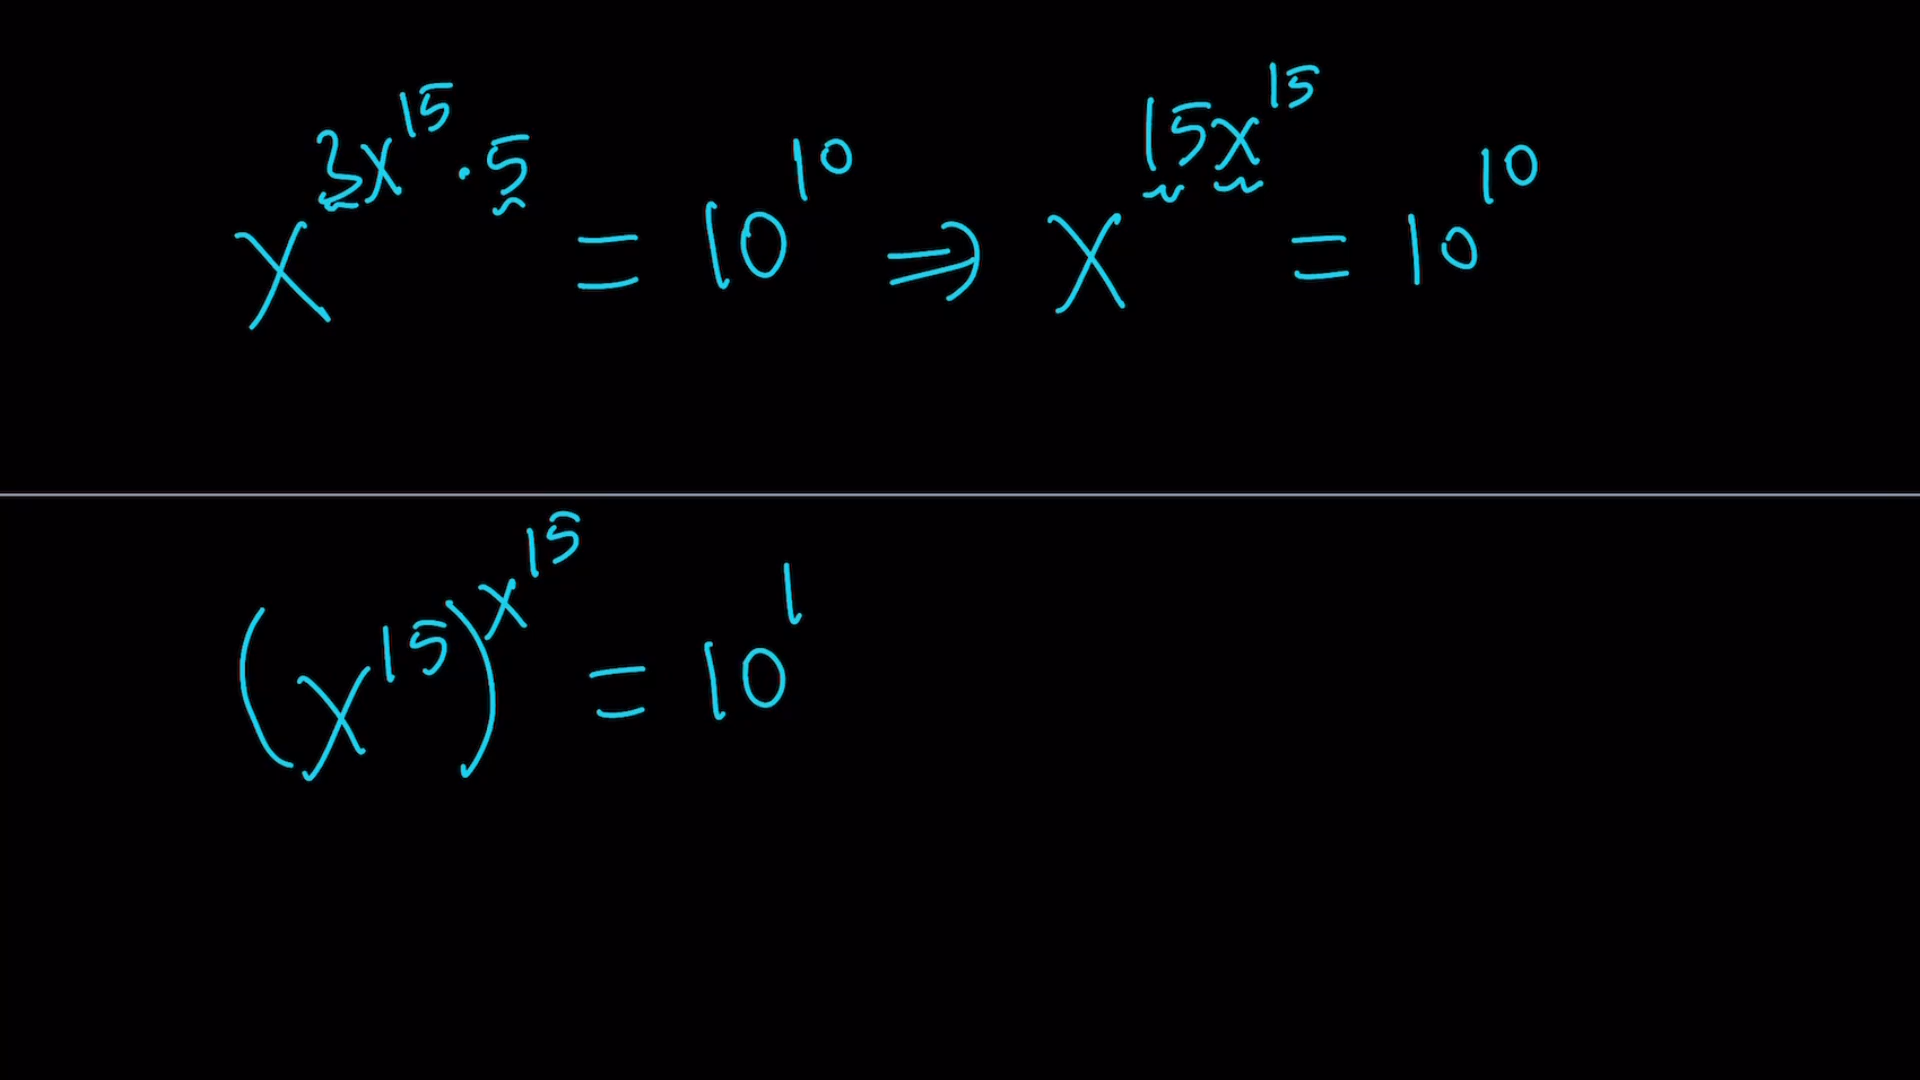 x^{3x^{15}·5} = 10^{10} ⇒ x^{15x^{15}} = 10^{10}
(x^{15})^{x^{15}} = 10^{1}